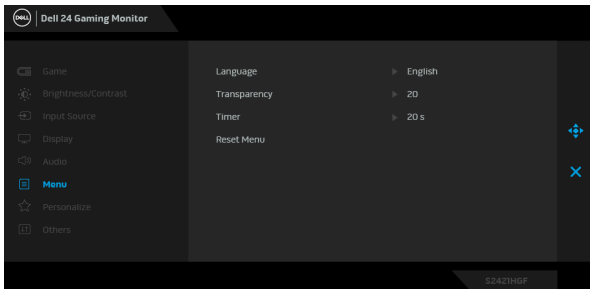 DELL
Dell 24 Gaming Monitor
Game
Brightness/Contrast
Input Source
Display
Audio
Menu
Personalize
Others
Language English
Transparency 20
Timer 20 s
Reset Menu
S2421HGF